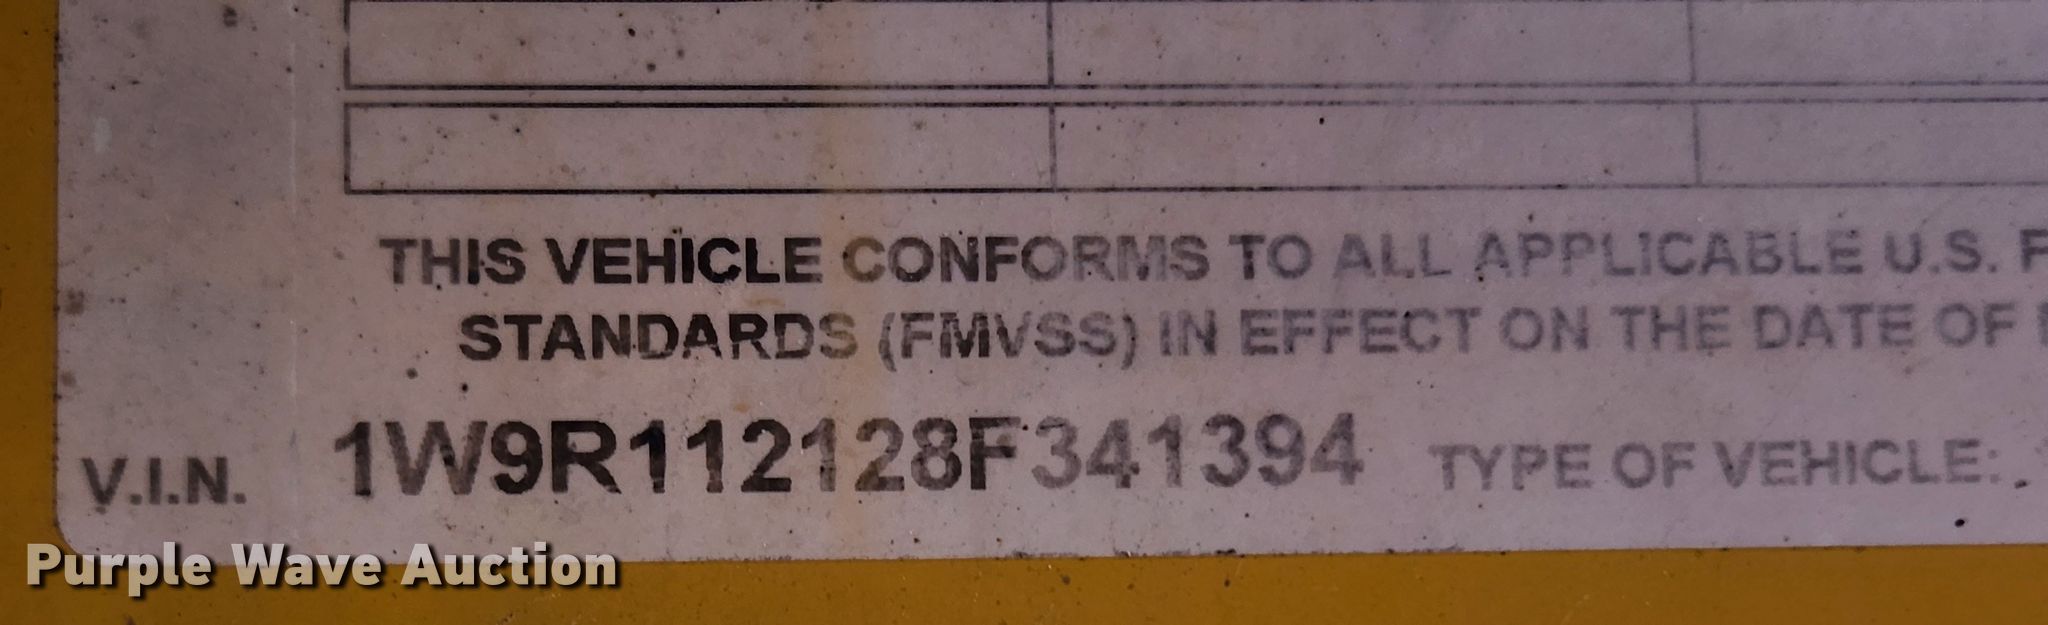 THIS VEHICLE CONFORMS TO ALL APPLICABLE U.S. F
STANDARDS (FMVSS) IN EFFECT ON THE DATE OF
V.I.N. 1W9R112128F341394 TYPE OF VEHICLE:
Purple Wave Auction